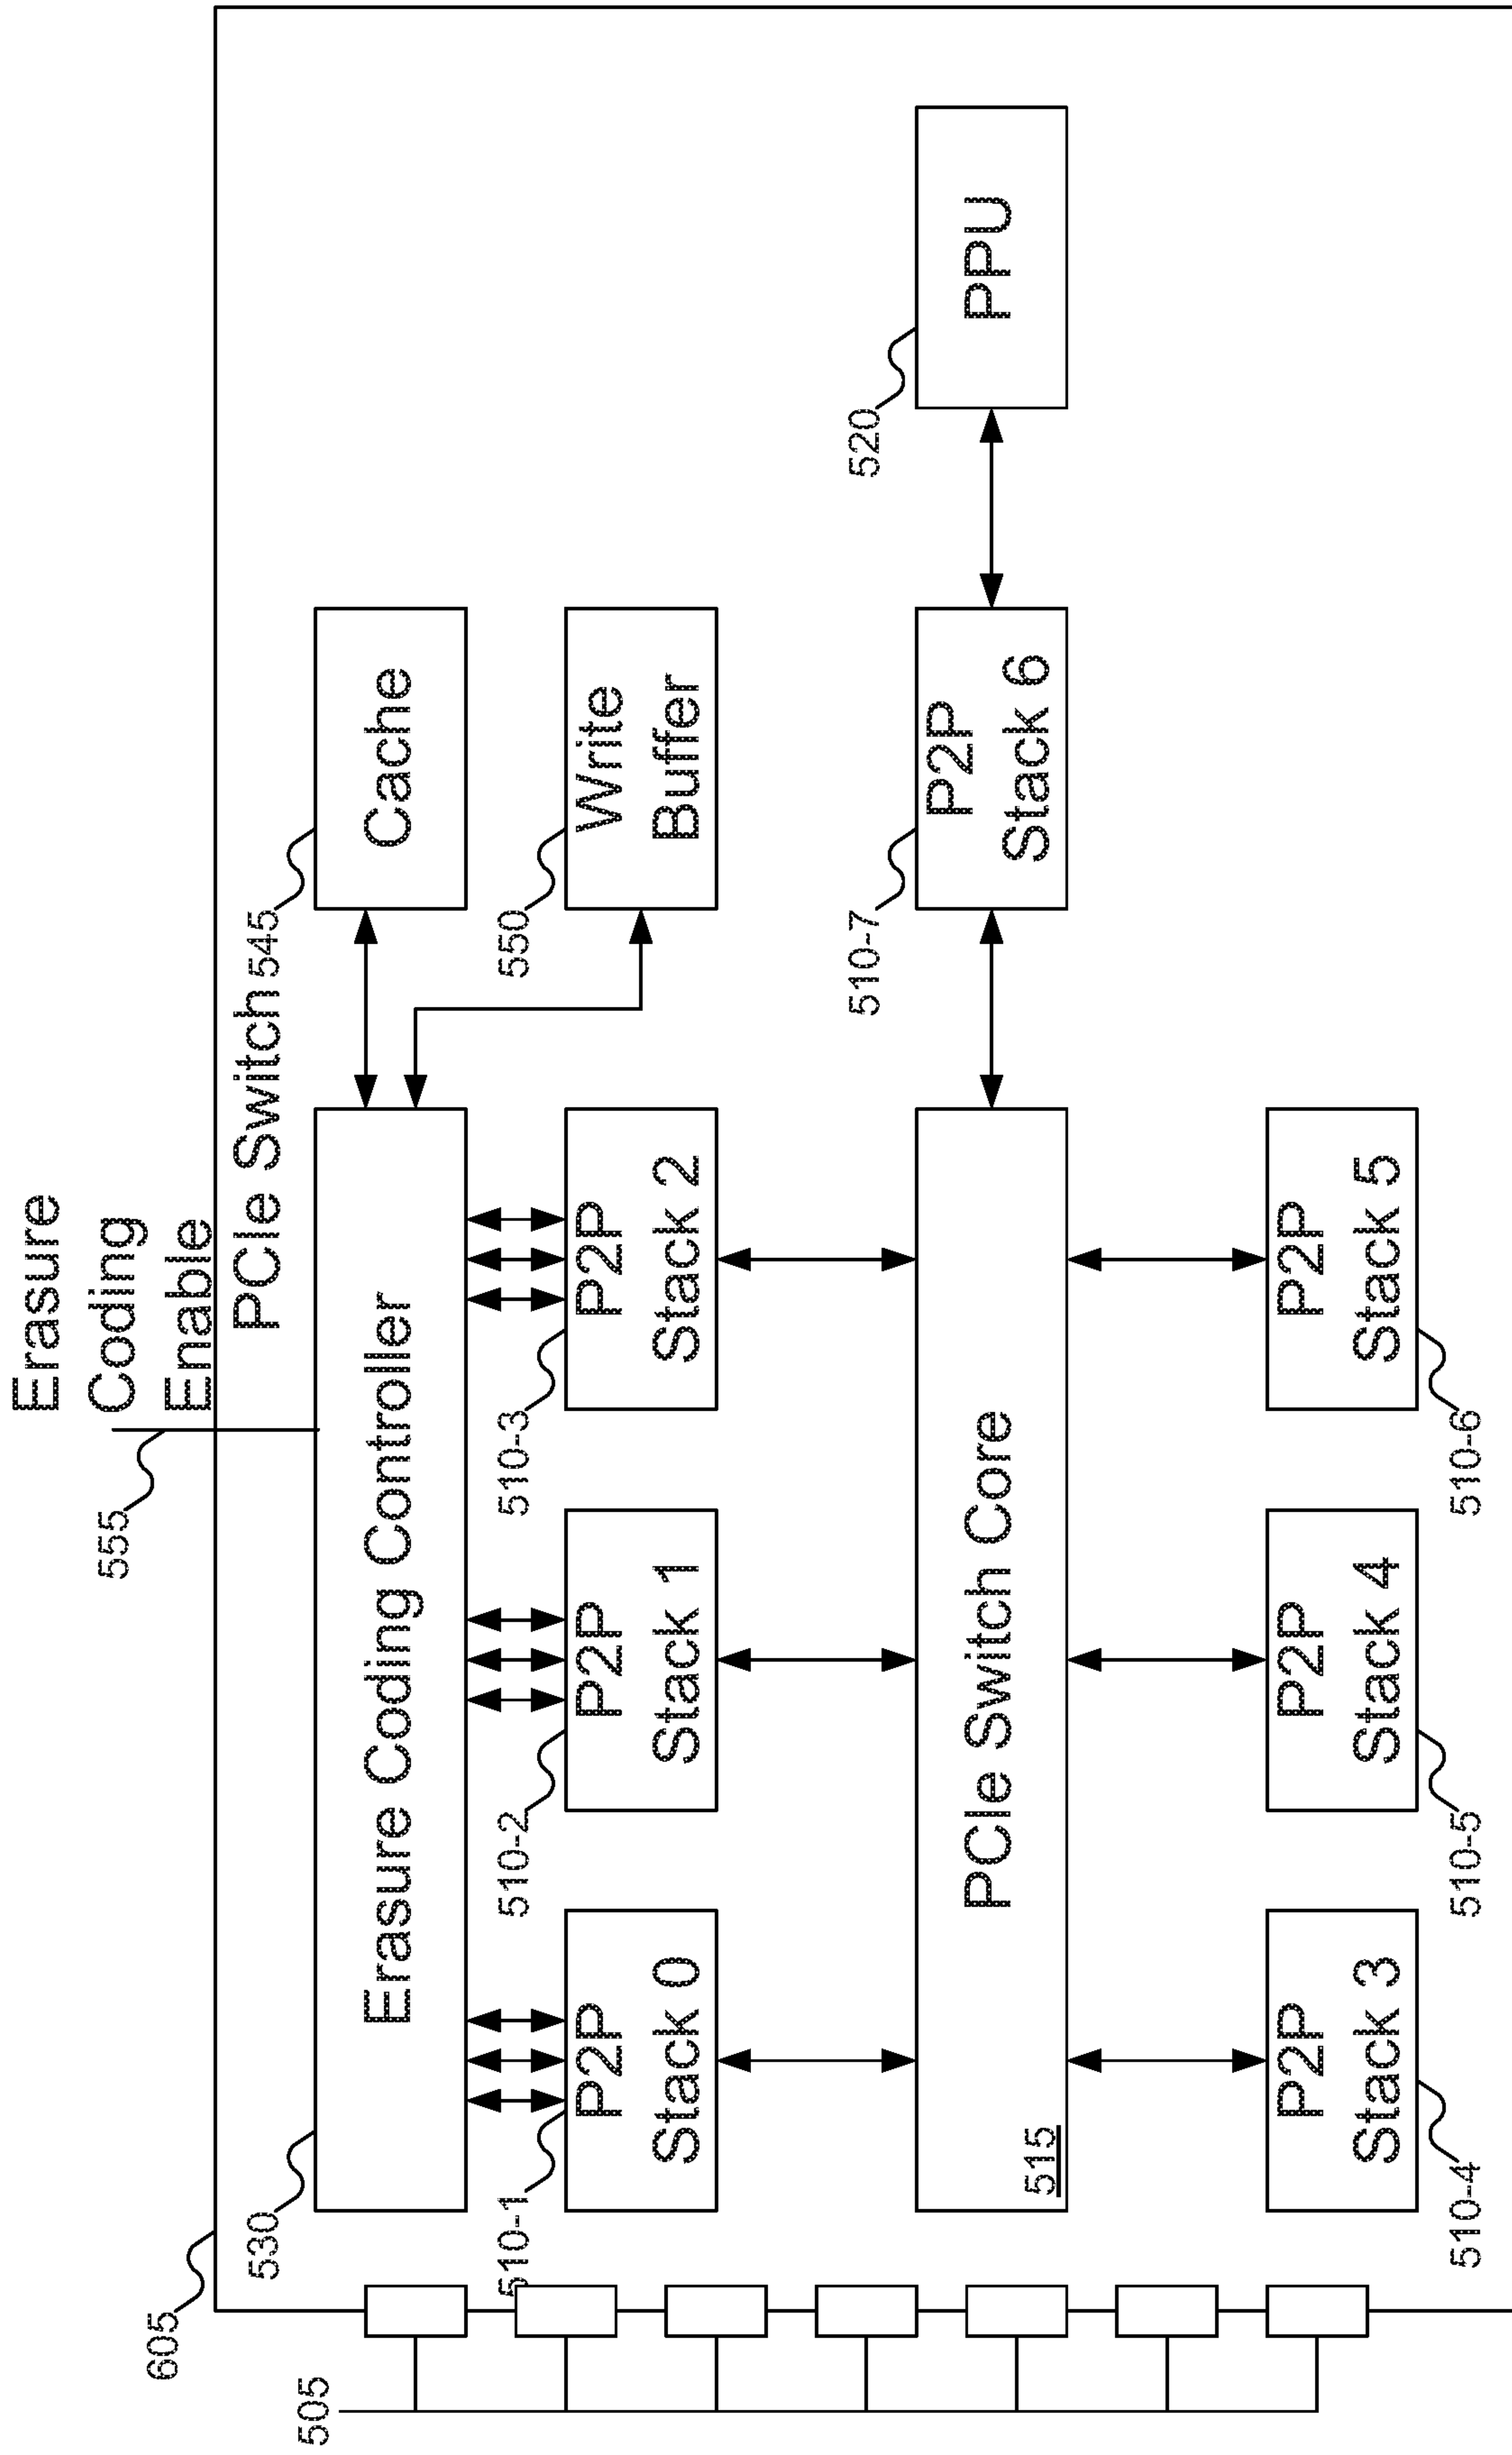 Erasure
Coding
Enable
555
605
PCIe Switch
530
Erasure Coding Controller
545
Cache
505
510-1
P2P
Stack 0
510-2
P2P
Stack 1
510-3
P2P
Stack 2
550
Write
Buffer
PCIe Switch Core
515
510-7
P2P
Stack 6
520
PPU
P2P
Stack 3
510-4
P2P
Stack 4
510-5
P2P
Stack 5
510-6